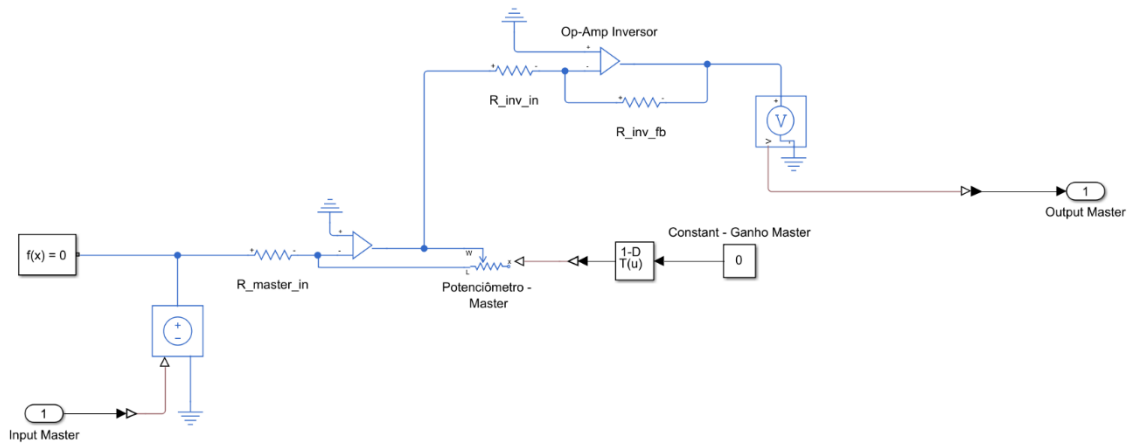 Op-Amp Inversor
+
-
+
-
R_inv_in
+
-
R_inv_fb
+
V
-
V
1
Output Master
+
-
f(x) = 0
+
-
R_master_in
W
L
x
Potenciômetro -
Master
1-D
T(u)
Constant - Ganho Master
0
+
-
1
Input Master